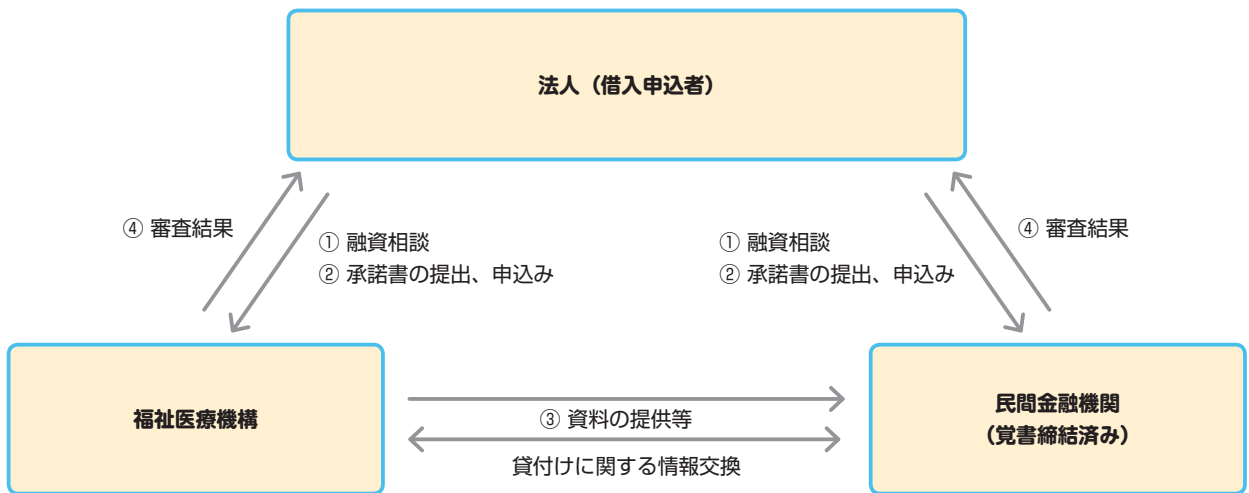 法人（借入申込者）
④ 審査結果
① 融資相談
② 承諾書の提出、申込み
① 融資相談
② 承諾書の提出、申込み
④ 審査結果
福祉医療機構
③ 資料の提供等
貸付けに関する情報交換
民間金融機関
（覚書締結済み）